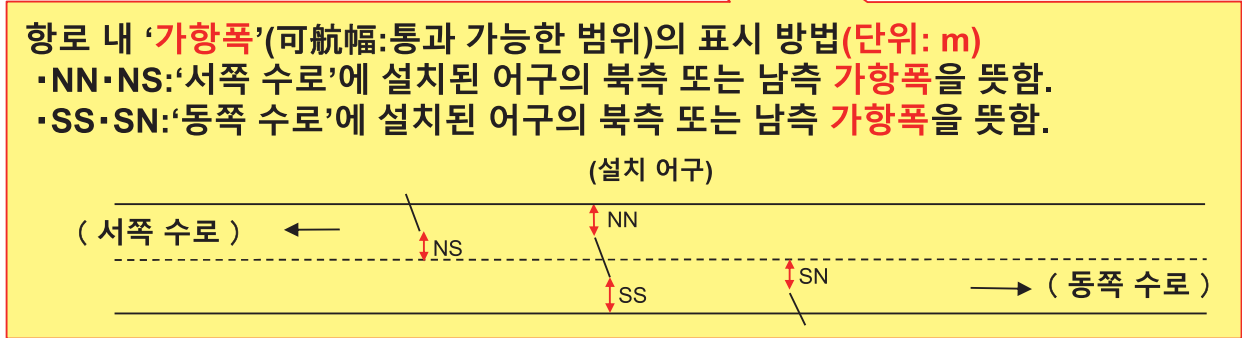 항로 내 ‘가항폭’(可航幅:통과 가능한 범위)의 표시 방법(단위: m)
▪NN▪NS:‘서쪽 수로’에 설치된 어구의 북측 또는 남측 가항폭을 뜻함.
▪SS▪SN:‘동쪽 수로’에 설치된 어구의 북측 또는 남측 가항폭을 뜻함.
(설치 어구)
( 서쪽 수로 )
NN
NS
SN
SS
( 동쪽 수로 )